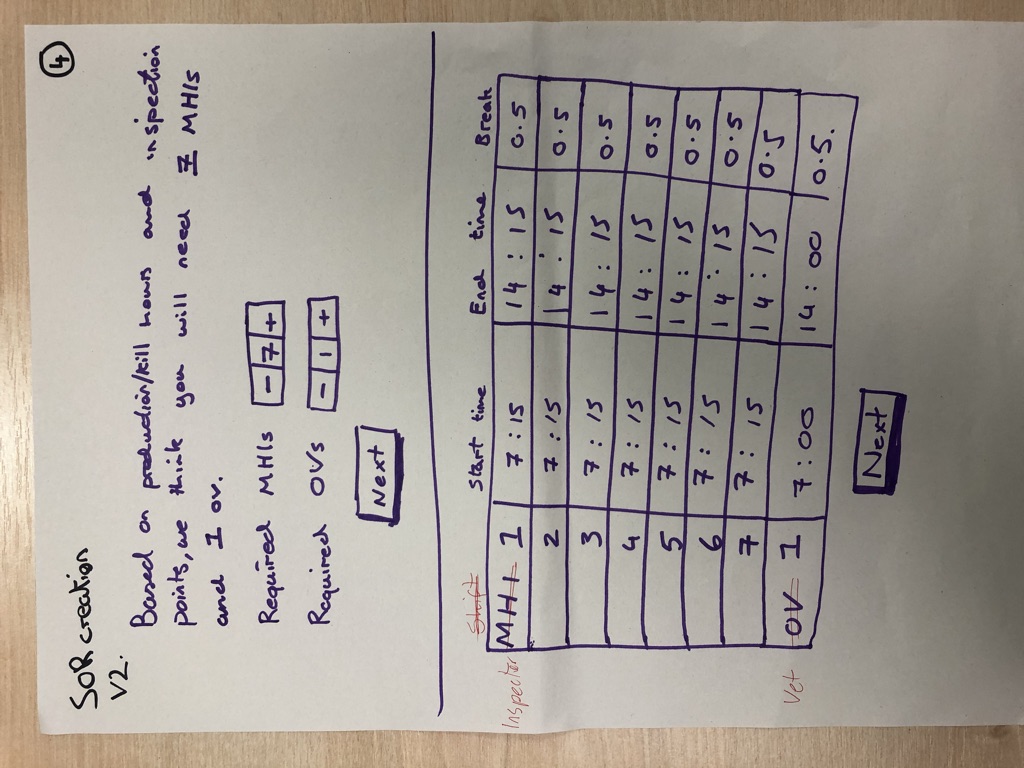 4
SOR creation
V2.
Based on production/kill hours and inspection
points, we think you will need 7 MHIs
and 1 ov.
Required MHIs - 7 +
Required OVs - 1 +
Next
Shift Start time End time Break
Inspector MHI 1 7:15 14:15 0.5
2 7:15 14:15 0.5
3 7:15 14:15 0.5
4 7:15 14:15 0.5
5 7:15 14:15 0.5
6 7:15 14:15 0.5
7 7:15 14:15 0.5
Vet OV 1 7:00 14:00 0.5.
Next